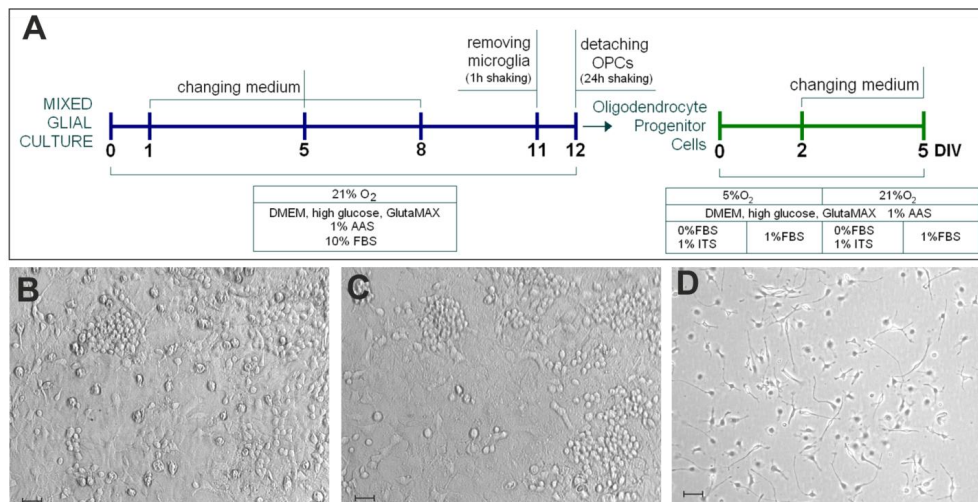 A
removing
microglia
(1h shaking)
detaching
OPCs
(24h shaking)
changing medium
changing medium
MIXED
GLIAL
CULTURE
Oligodendrocyte
Progenitor
Cells
0 1 5 8 11 12
0 2 5 DIV
21% O2
DMEM, high glucose, GlutaMAX
1% AAS
10% FBS
5%O2 21%O2
DMEM, high glucose, GlutaMAX 1% AAS
0%FBS
1% ITS
1%FBS
0%FBS
1% ITS
1%FBS
B
C
D